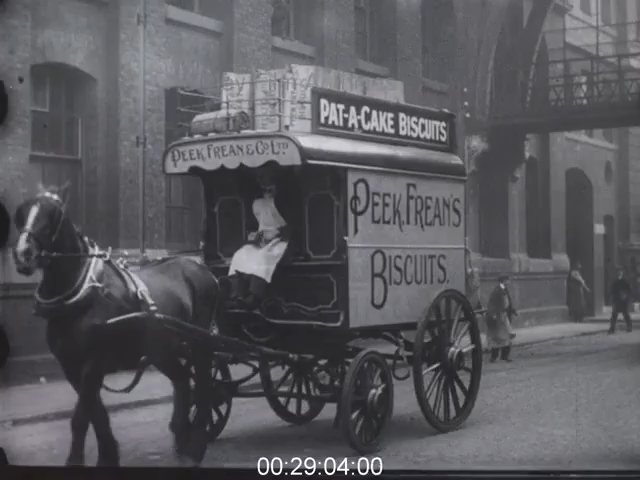 PAT-A-CAKE BISCUITS
PEEK, FREAN & Co. LTD
PEEK, FREAN'S
BISCUITS.
00:29:04:00